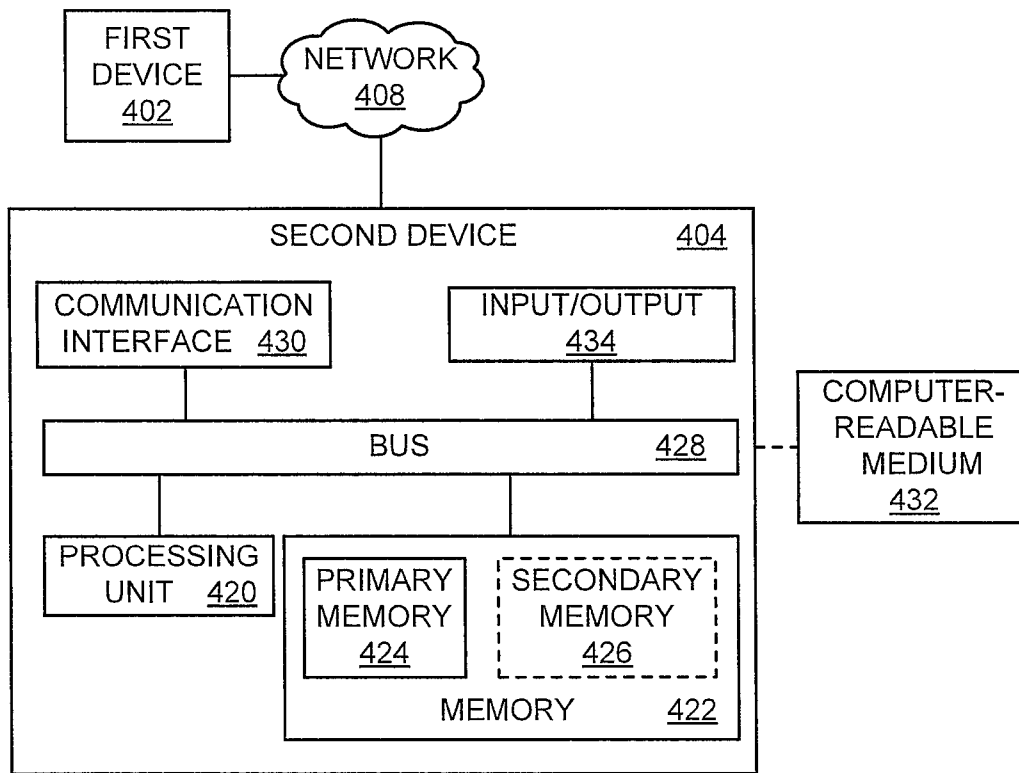 FIRST
DEVICE
402
NETWORK
408
SECOND DEVICE 404
COMMUNICATION
INTERFACE 430
INPUT/OUTPUT
434
BUS 428
COMPUTER-
READABLE
MEDIUM
432
PROCESSING
UNIT 420
PRIMARY
MEMORY
424
SECONDARY
MEMORY
426
MEMORY 422